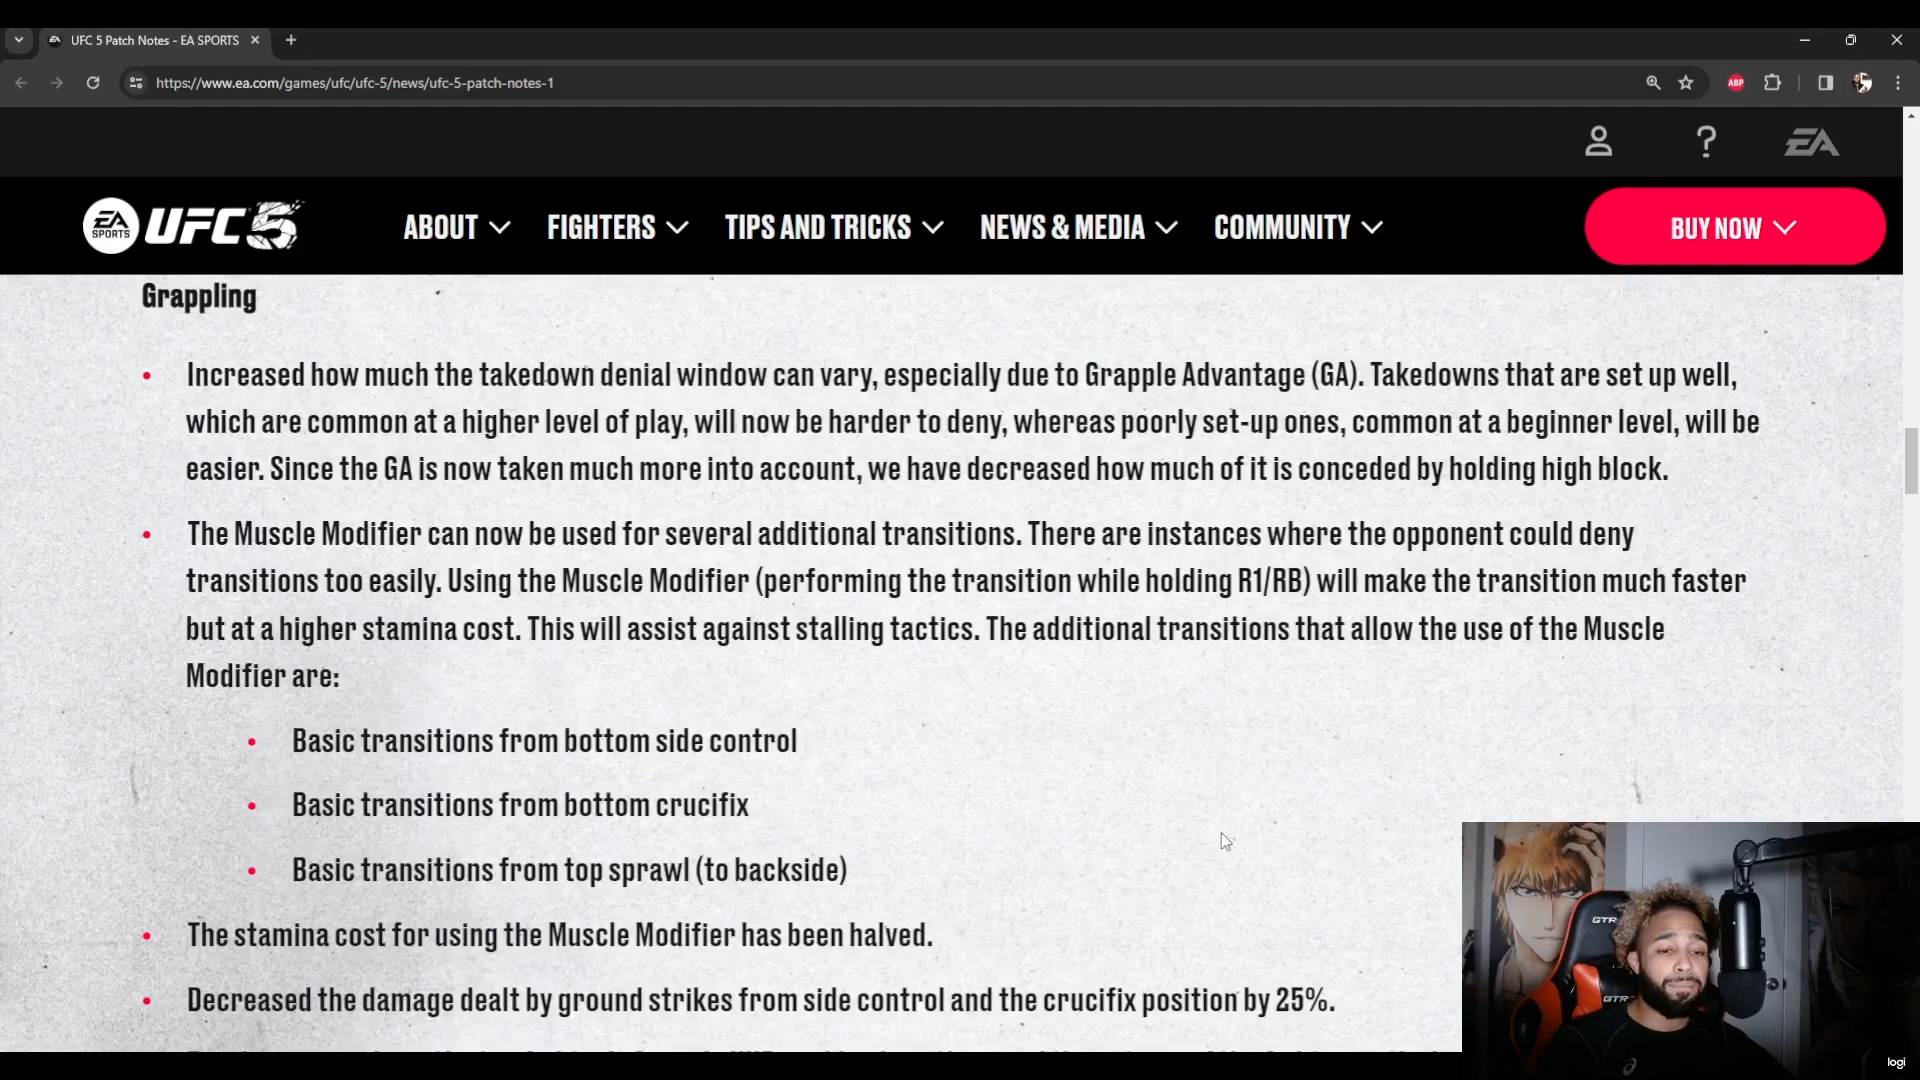 UFC 5 Patch Notes - EA SPORTS
https://www.ea.com/games/ufc/ufc-5/news/ufc-5-patch-notes-1
ABP
EA
EA SPORTS UFC 5
ABOUT FIGHTERS TIPS AND TRICKS NEWS & MEDIA COMMUNITY BUY NOW
Grappling
• Increased how much the takedown denial window can vary, especially due to Grapple Advantage (GA). Takedowns that are set up well,
which are common at a higher level of play, will now be harder to deny, whereas poorly set-up ones, common at a beginner level, will be
easier. Since the GA is now taken much more into account, we have decreased how much of it is conceded by holding high block.
• The Muscle Modifier can now be used for several additional transitions. There are instances where the opponent could deny
transitions too easily. Using the Muscle Modifier (performing the transition while holding R1/RB) will make the transition much faster
but at a higher stamina cost. This will assist against stalling tactics. The additional transitions that allow the use of the Muscle
Modifier are:
• Basic transitions from bottom side control
• Basic transitions from bottom crucifix
• Basic transitions from top sprawl (to backside)
• The stamina cost for using the Muscle Modifier has been halved.
• Decreased the damage dealt by ground strikes from side control and the crucifix position by 25%.
GTR
GTR
logi